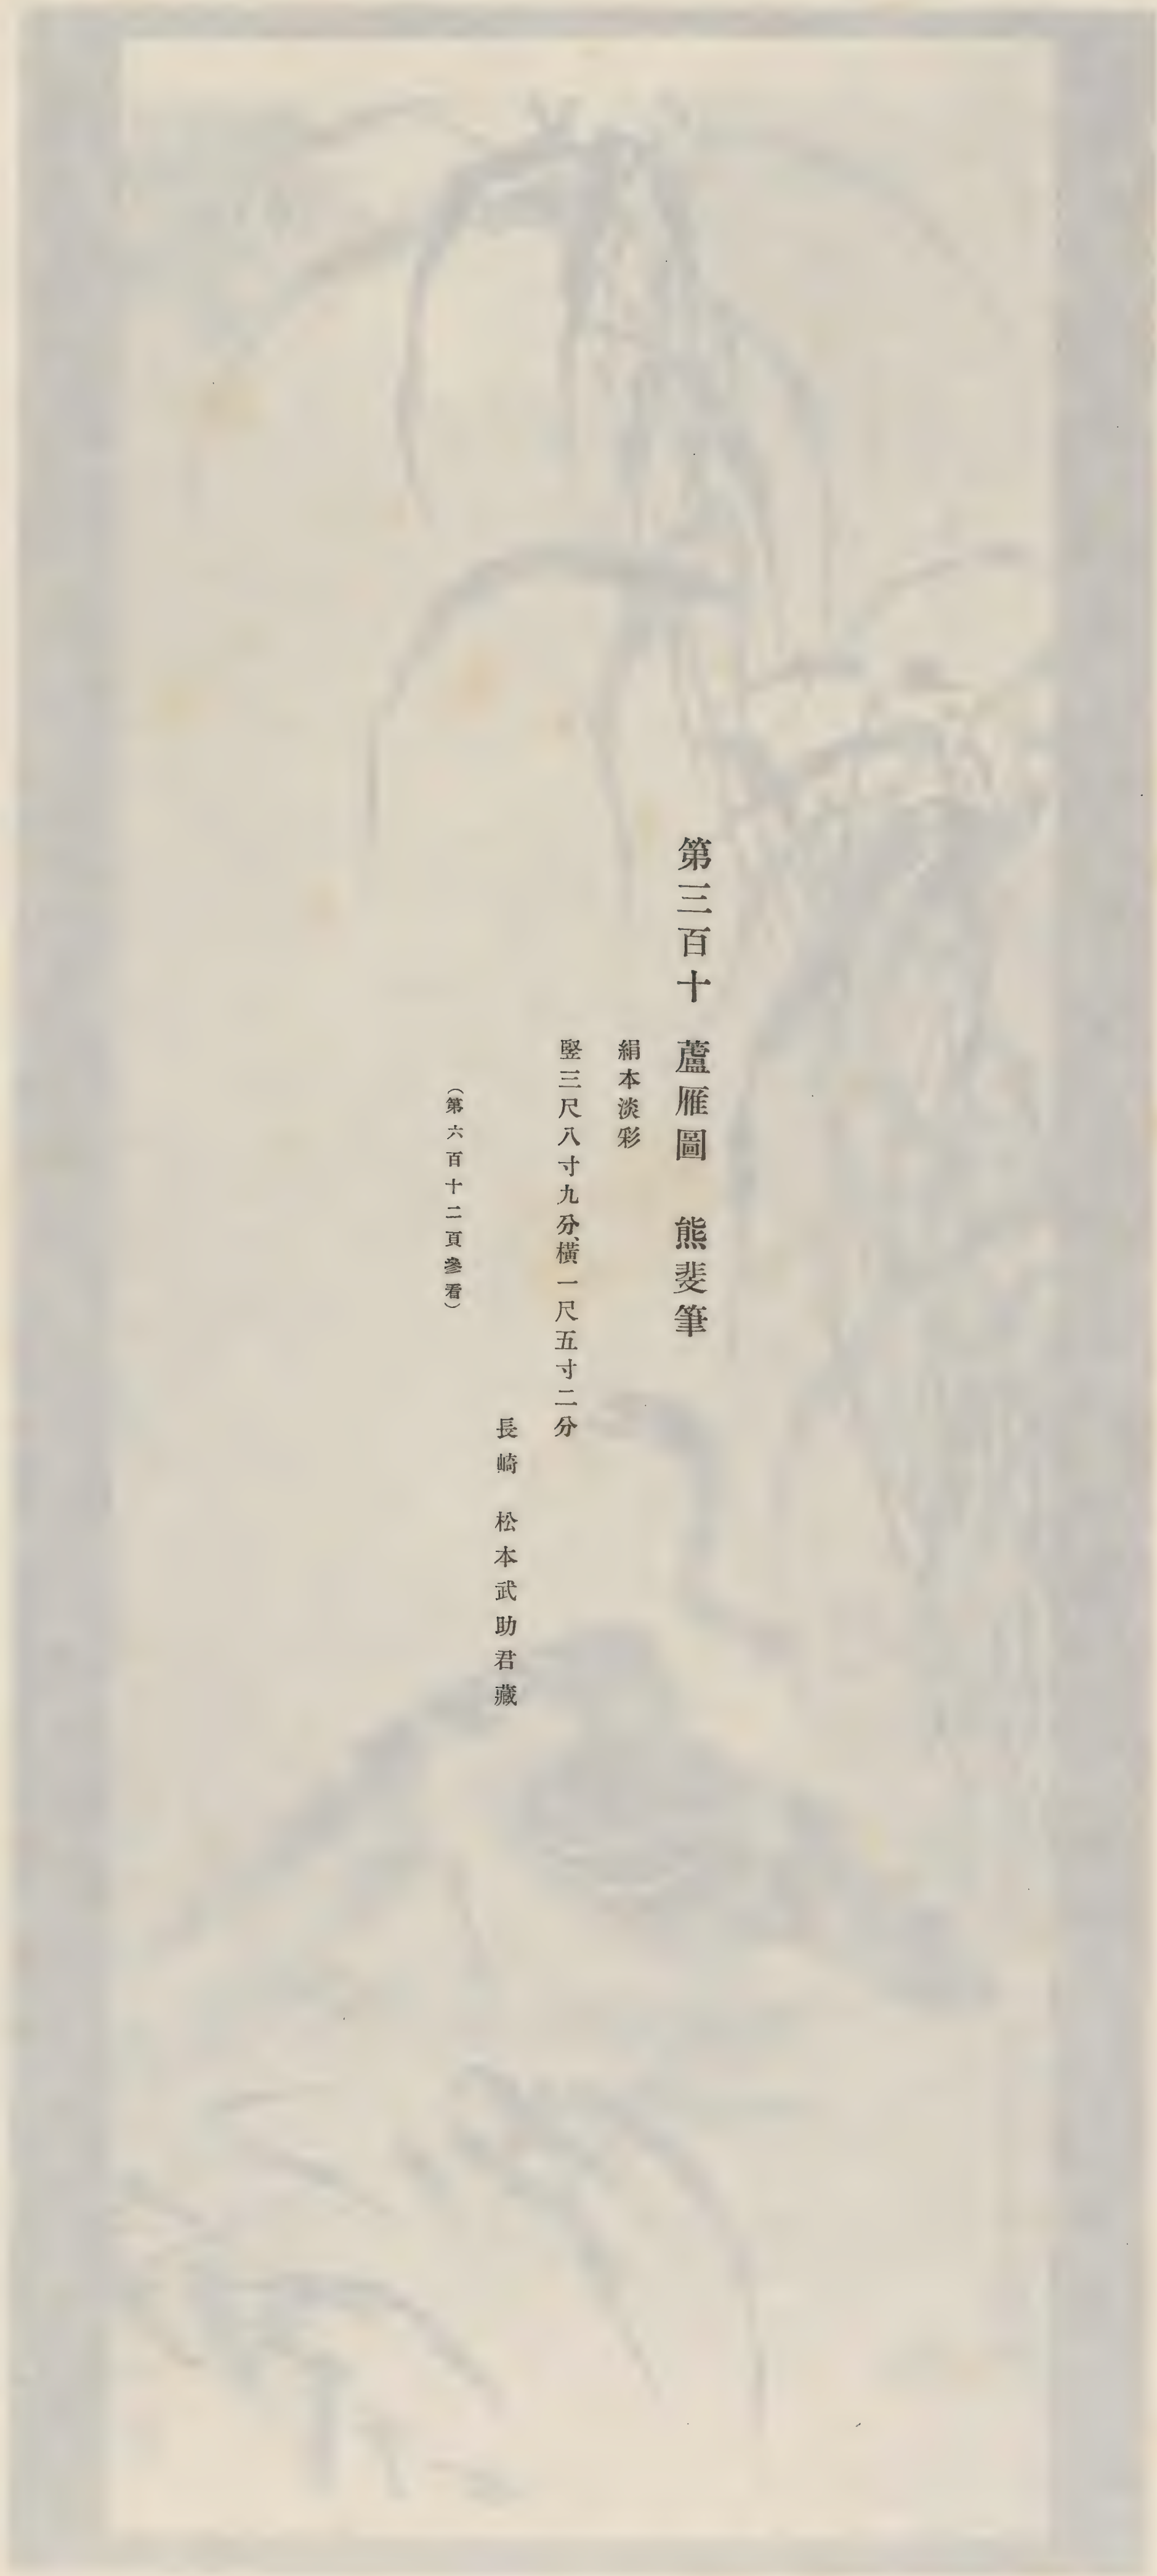 第三百十 蘆雁圖 熊斐筆
絹本淡彩
竪三尺八寸九分、橫一尺五寸二分
長崎 松本武助君藏
（第六百十二頁參看）